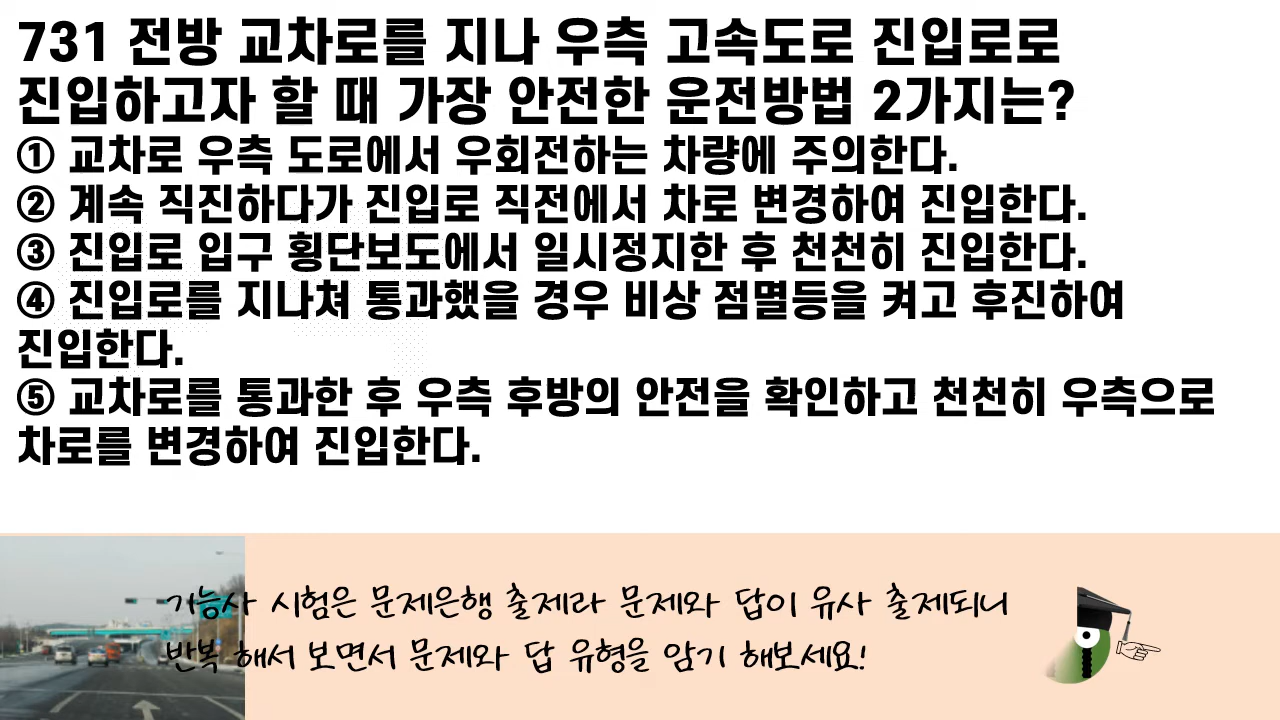 731 전방 교차로를 지나 우측 고속도로 진입로로
진입하고자 할 때 가장 안전한 운전방법 2가지는?
① 교차로 우측 도로에서 우회전하는 차량에 주의한다.
② 계속 직진하다가 진입로 직전에서 차로 변경하여 진입한다.
③ 진입로 입구 횡단보도에서 일시정지한 후 천천히 진입한다.
④ 진입로를 지나쳐 통과했을 경우 비상 점멸등을 켜고 후진하여
진입한다.
⑤ 교차로를 통과한 후 우측 후방의 안전을 확인하고 천천히 우측으로
차로를 변경하여 진입한다.
기능사 시험은 문제은행 출제라 문제와 답이 유사 출제되니
반복 해서 보면서 문제와 답 유형을 암기 해보세요!